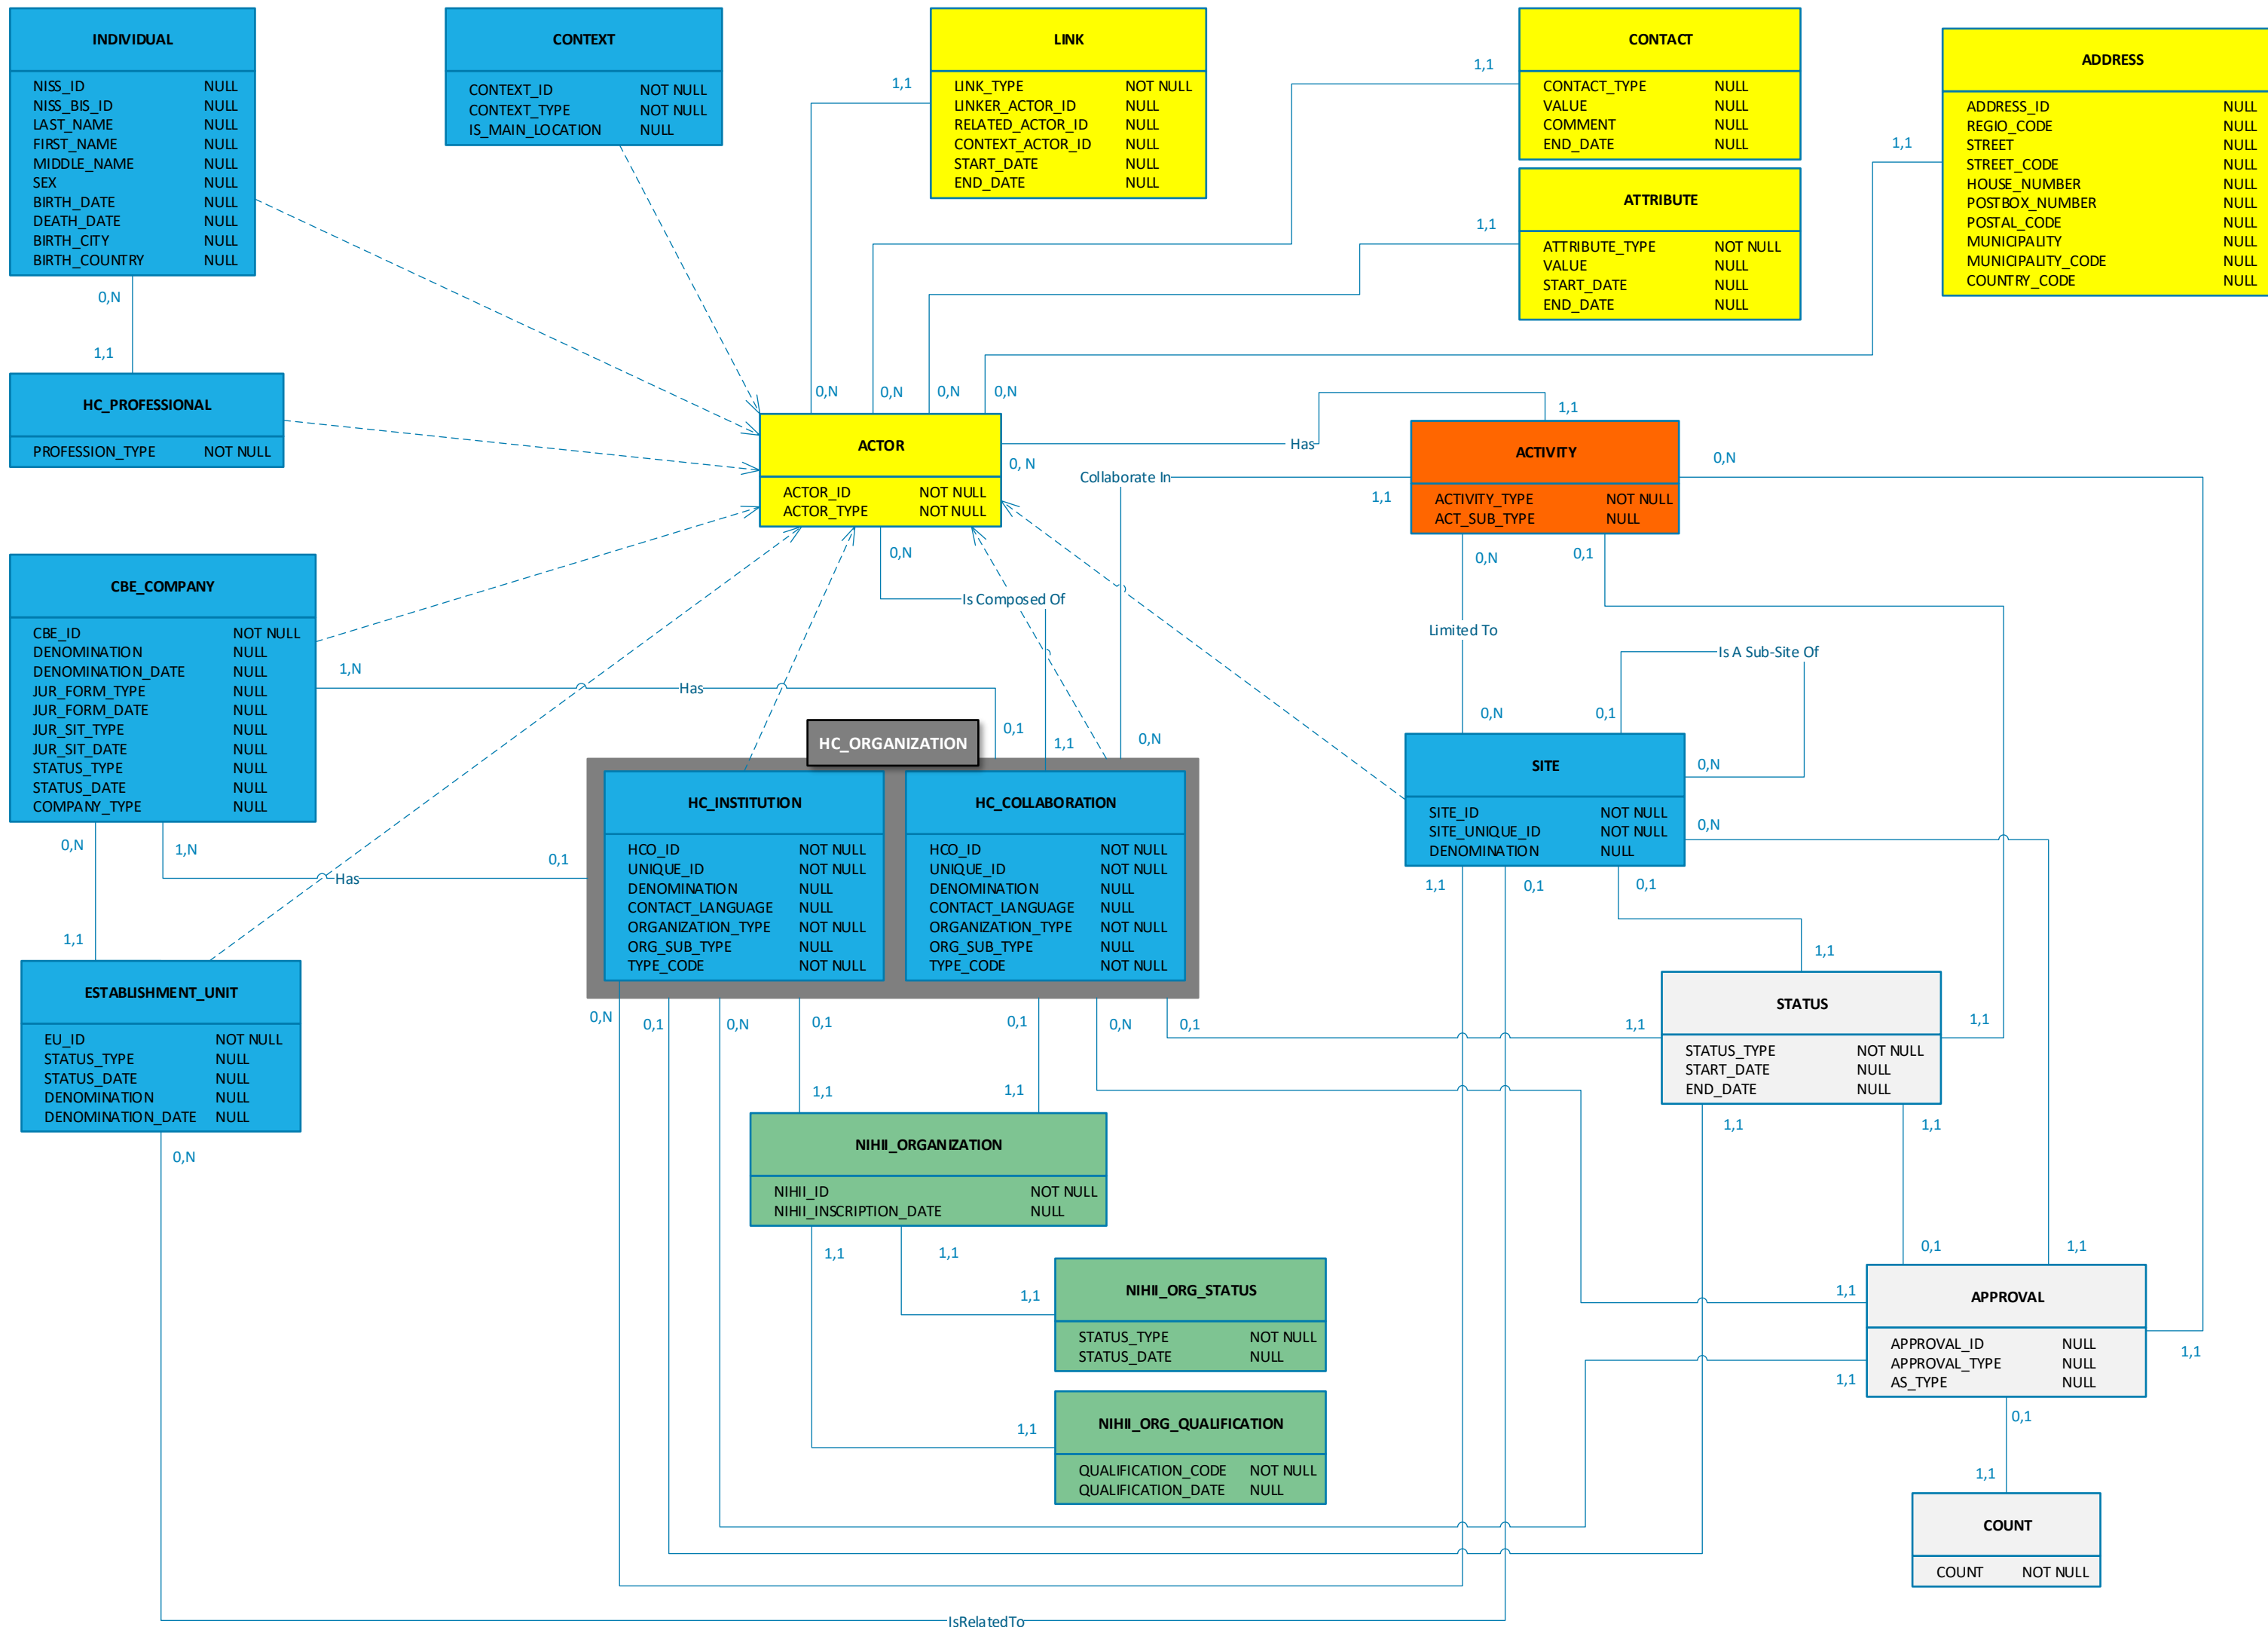 INDIVIDUAL
NISS_ID NULL
NISS_BIS_ID NULL
LAST_NAME NULL
FIRST_NAME NULL
MIDDLE_NAME NULL
SEX NULL
BIRTH_DATE NULL
DEATH_DATE NULL
BIRTH_CITY NULL
BIRTH_COUNTRY NULL
CONTEXT
CONTEXT_ID NOT NULL
CONTEXT_TYPE NOT NULL
IS_MAIN_LOCATION NULL
LINK
LINK_TYPE NOT NULL
LINKER_ACTOR_ID NULL
RELATED_ACTOR_ID NULL
CONTEXT_ACTOR_ID NULL
START_DATE NULL
END_DATE NULL
1,1
CONTACT
CONTACT_TYPE NULL
VALUE NULL
COMMENT NULL
END_DATE NULL
1,1
ATTRIBUTE
ATTRIBUTE_TYPE NOT NULL
VALUE NULL
START_DATE NULL
END_DATE NULL
1,1
ADDRESS
ADDRESS_ID NULL
REGIO_CODE NULL
STREET NULL
STREET_CODE NULL
HOUSE_NUMBER NULL
POSTBOX_NUMBER NULL
POSTAL_CODE NULL
MUNICIPALITY NULL
MUNICIPALITY_CODE NULL
COUNTRY_CODE NULL
1,1
0,N
1,1
HC_PROFESSIONAL
PROFESSION_TYPE NOT NULL
0,N
0,N
0,N
0,N
ACTOR
ACTOR_ID NOT NULL
ACTOR_TYPE NOT NULL
0, N
Has
1,1
Collaborate In
1,1
ACTIVITY
ACTIVITY_TYPE NOT NULL
ACT_SUB_TYPE NULL
0,N
0,N
0,1
0,N
Is Composed Of
Limited To
Is A Sub-Site Of
CBE_COMPANY
CBE_ID NOT NULL
DENOMINATION NULL
DENOMINATION_DATE NULL
JUR_FORM_TYPE NULL
JUR_FORM_DATE NULL
JUR_SIT_TYPE NULL
JUR_SIT_DATE NULL
STATUS_TYPE NULL
STATUS_DATE NULL
COMPANY_TYPE NULL
1,N
Has
0,1
1,1
0,N
0,N
0,1
0,N
0,N
1,N
Has
0,1
HC_ORGANIZATION
HC_INSTITUTION
HCO_ID NOT NULL
UNIQUE_ID NOT NULL
DENOMINATION NULL
CONTACT_LANGUAGE NULL
ORGANIZATION_TYPE NOT NULL
ORG_SUB_TYPE NULL
TYPE_CODE NOT NULL
HC_COLLABORATION
HCO_ID NOT NULL
UNIQUE_ID NOT NULL
DENOMINATION NULL
CONTACT_LANGUAGE NULL
ORGANIZATION_TYPE NOT NULL
ORG_SUB_TYPE NULL
TYPE_CODE NOT NULL
SITE
SITE_ID NOT NULL
SITE_UNIQUE_ID NOT NULL
DENOMINATION NULL
0,N
1,1
0,1
0,1
1,1
1,1
ESTABLISHMENT_UNIT
EU_ID NOT NULL
STATUS_TYPE NULL
STATUS_DATE NULL
DENOMINATION NULL
DENOMINATION_DATE NULL
0,N
0,N
0,1
0,N
0,1
0,1
0,N
0,1
1,1
1,1
STATUS
STATUS_TYPE NOT NULL
START_DATE NULL
END_DATE NULL
1,1
1,1
1,1
1,1
NIHII_ORGANIZATION
NIHII_ID NOT NULL
NIHII_INSCRIPTION_DATE NULL
1,1
1,1
1,1
NIHII_ORG_STATUS
STATUS_TYPE NOT NULL
STATUS_DATE NULL
1,1
NIHII_ORG_QUALIFICATION
QUALIFICATION_CODE NOT NULL
QUALIFICATION_DATE NULL
0,1
1,1
1,1
1,1
1,1
APPROVAL
APPROVAL_ID NULL
APPROVAL_TYPE NULL
AS_TYPE NULL
0,1
1,1
COUNT
COUNT NOT NULL
IsRelatedTo